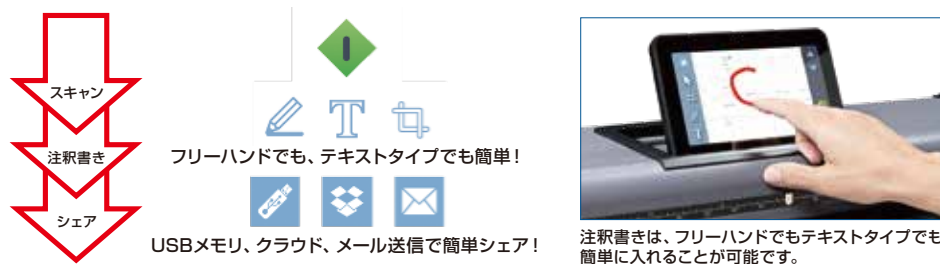 スキャン
注釈書き
フリーハンドでも、テキストタイプでも簡単！
シェア
USBメモリ、クラウド、メール送信で簡単シェア！
注釈書きは、フリーハンドでもテキストタイプでも
簡単に入れることが可能です。